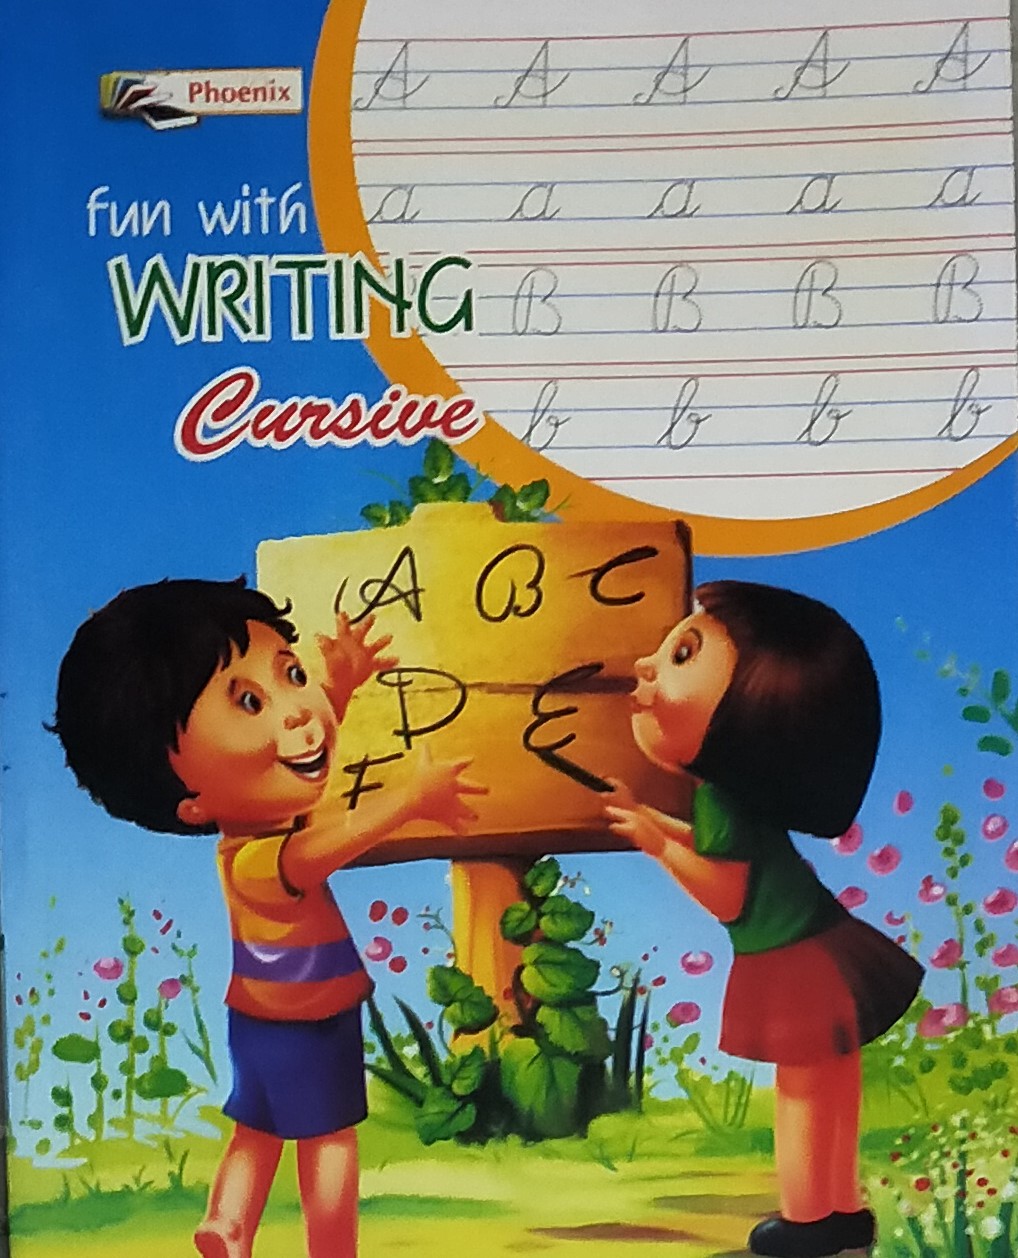 Phoenix
fun with
WRITING
Cursive
A A A A A
a a a a a
B B B B
b b b b
A B C
D E
F